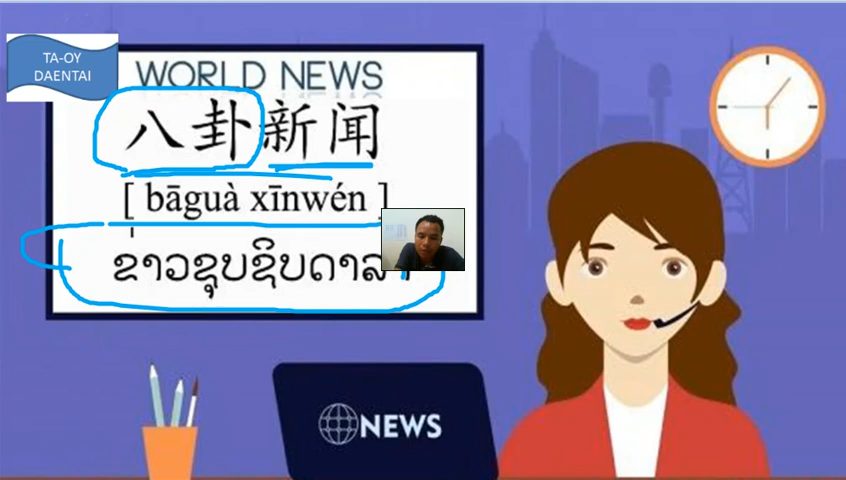 TA-OY
DAENTAI
WORLD NEWS
八卦新闻
[ bāguà xīnwén ]
ຂ່າວຊຸບຊິບດາລາ
NEWS